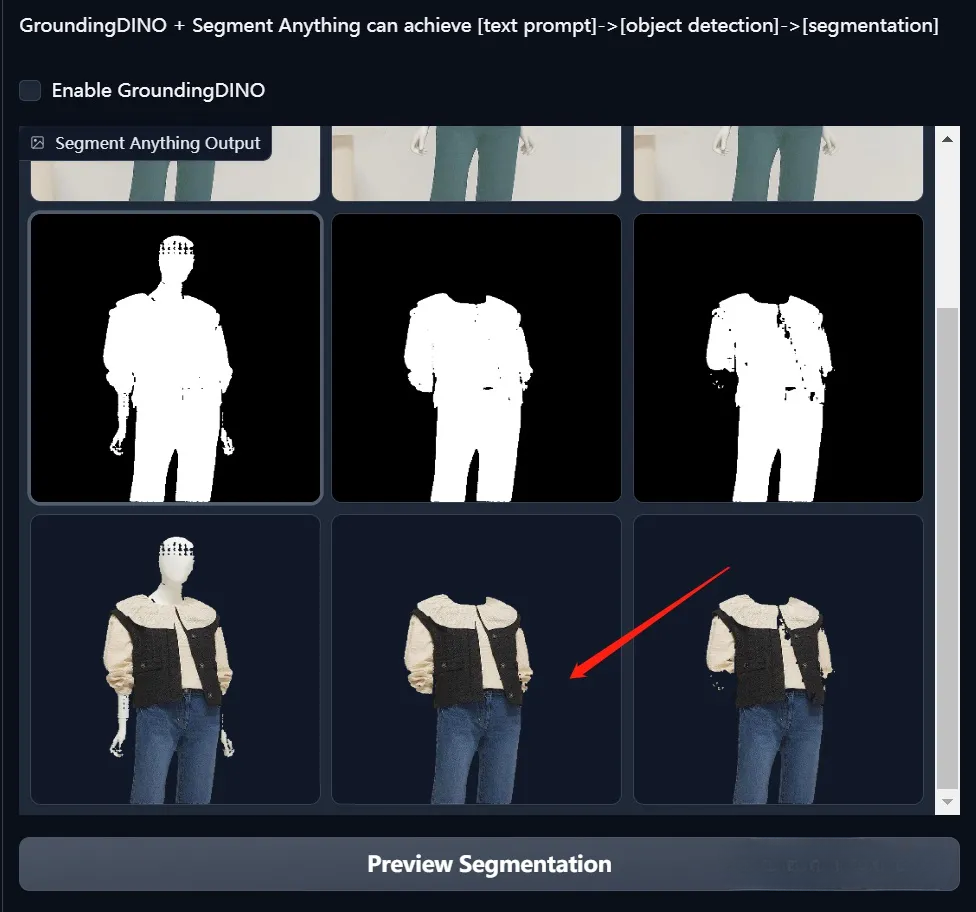 GroundingDINO + Segment Anything can achieve [text prompt]->[object detection]->[segmentation]
Enable GroundingDINO
Segment Anything Output
Preview Segmentation